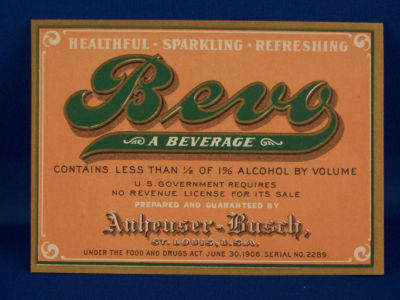 HEALTHFUL · SPARKLING · REFRESHING
Bevo
A BEVERAGE
CONTAINS LESS THAN ½ OF 1% ALCOHOL BY VOLUME
U.S. GOVERNMENT REQUIRES
NO REVENUE LICENSE FOR ITS SALE
PREPARED AND GUARANTEED BY
Anheuser-Busch,
ST. LOUIS, U.S.A.
UNDER THE FOOD AND DRUGS ACT. JUNE 30, 1906. SERIAL NO. 2289.